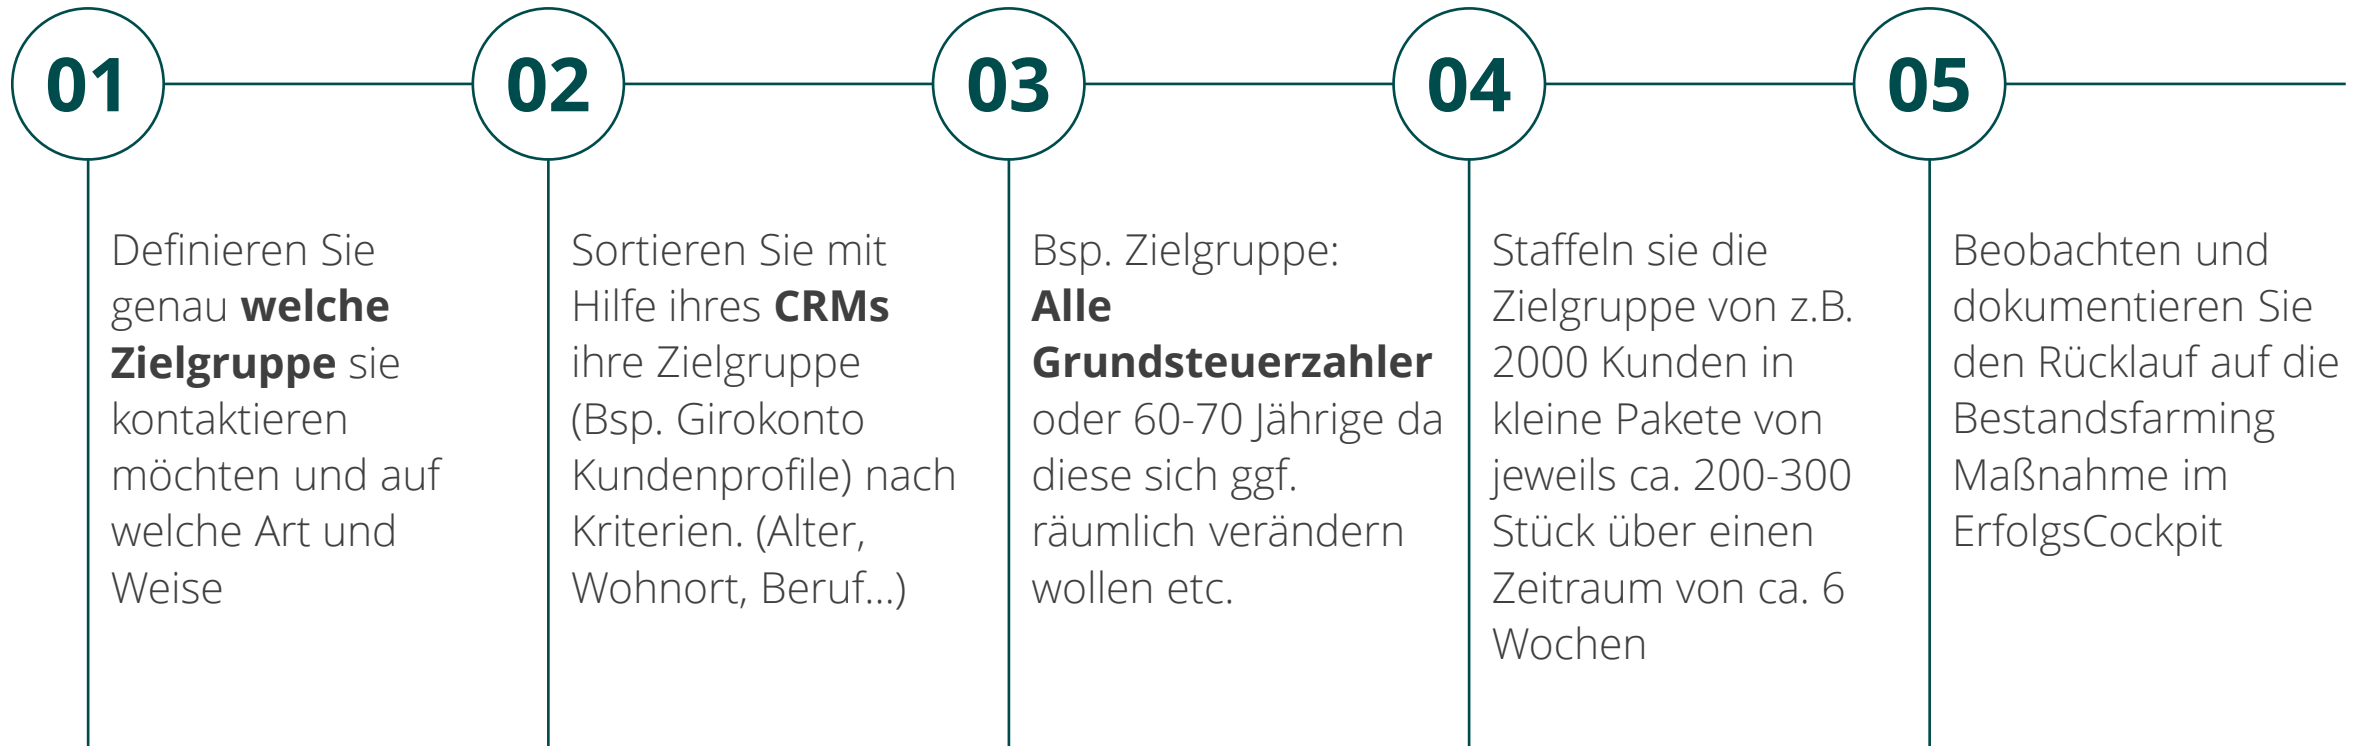 01
Definieren Sie
genau welche
Zielgruppe sie
kontaktieren
möchten und auf
welche Art und
Weise
02
Sortieren Sie mit
Hilfe ihres CRMs
ihre Zielgruppe
(Bsp. Girokonto
Kundenprofile) nach
Kriterien. (Alter,
Wohnort, Beruf...)
03
Bsp. Zielgruppe:
Alle
Grundsteuerzahler
oder 60-70 Jährige da
diese sich ggf.
räumlich verändern
wollen etc.
04
Staffeln sie die
Zielgruppe von z.B.
2000 Kunden in
kleine Pakete von
jeweils ca. 200-300
Stück über einen
Zeitraum von ca. 6
Wochen
05
Beobachten und
dokumentieren Sie
den Rücklauf auf die
Bestandsfarming
Maßnahme im
ErfolgsCockpit